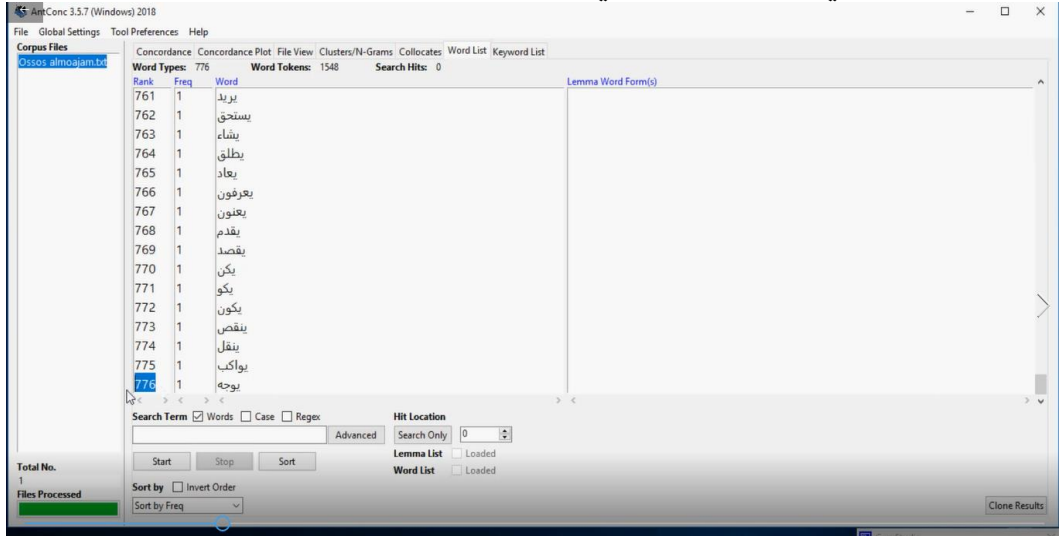 AntConc 3.5.7 (Windows) 2018
File Global Settings Tool Preferences Help
Corpus Files
Ossos almoajam.txt
Concordance Concordance Plot File View Clusters/N-Grams Collocates Word List Keyword List
Word Types: 776 Word Tokens: 1548 Search Hits: 0
Rank Freq Word Lemma Word Form(s)
761 1 يريد
762 1 يستحق
763 1 يشاء
764 1 يطلق
765 1 يعاد
766 1 يعرفون
767 1 يعنون
768 1 يقدم
769 1 يقصد
770 1 يكن
771 1 يكو
772 1 يكون
773 1 ينقص
774 1 ينقل
775 1 يواكب
776 1 يوجه
Search Term Words Case Regex Hit Location
Advanced Search Only 0
Lemma List Loaded
Start Stop Sort
Word List Loaded
Total No.
1
Files Processed
Sort by Invert Order
Sort by Freq
Clone Results